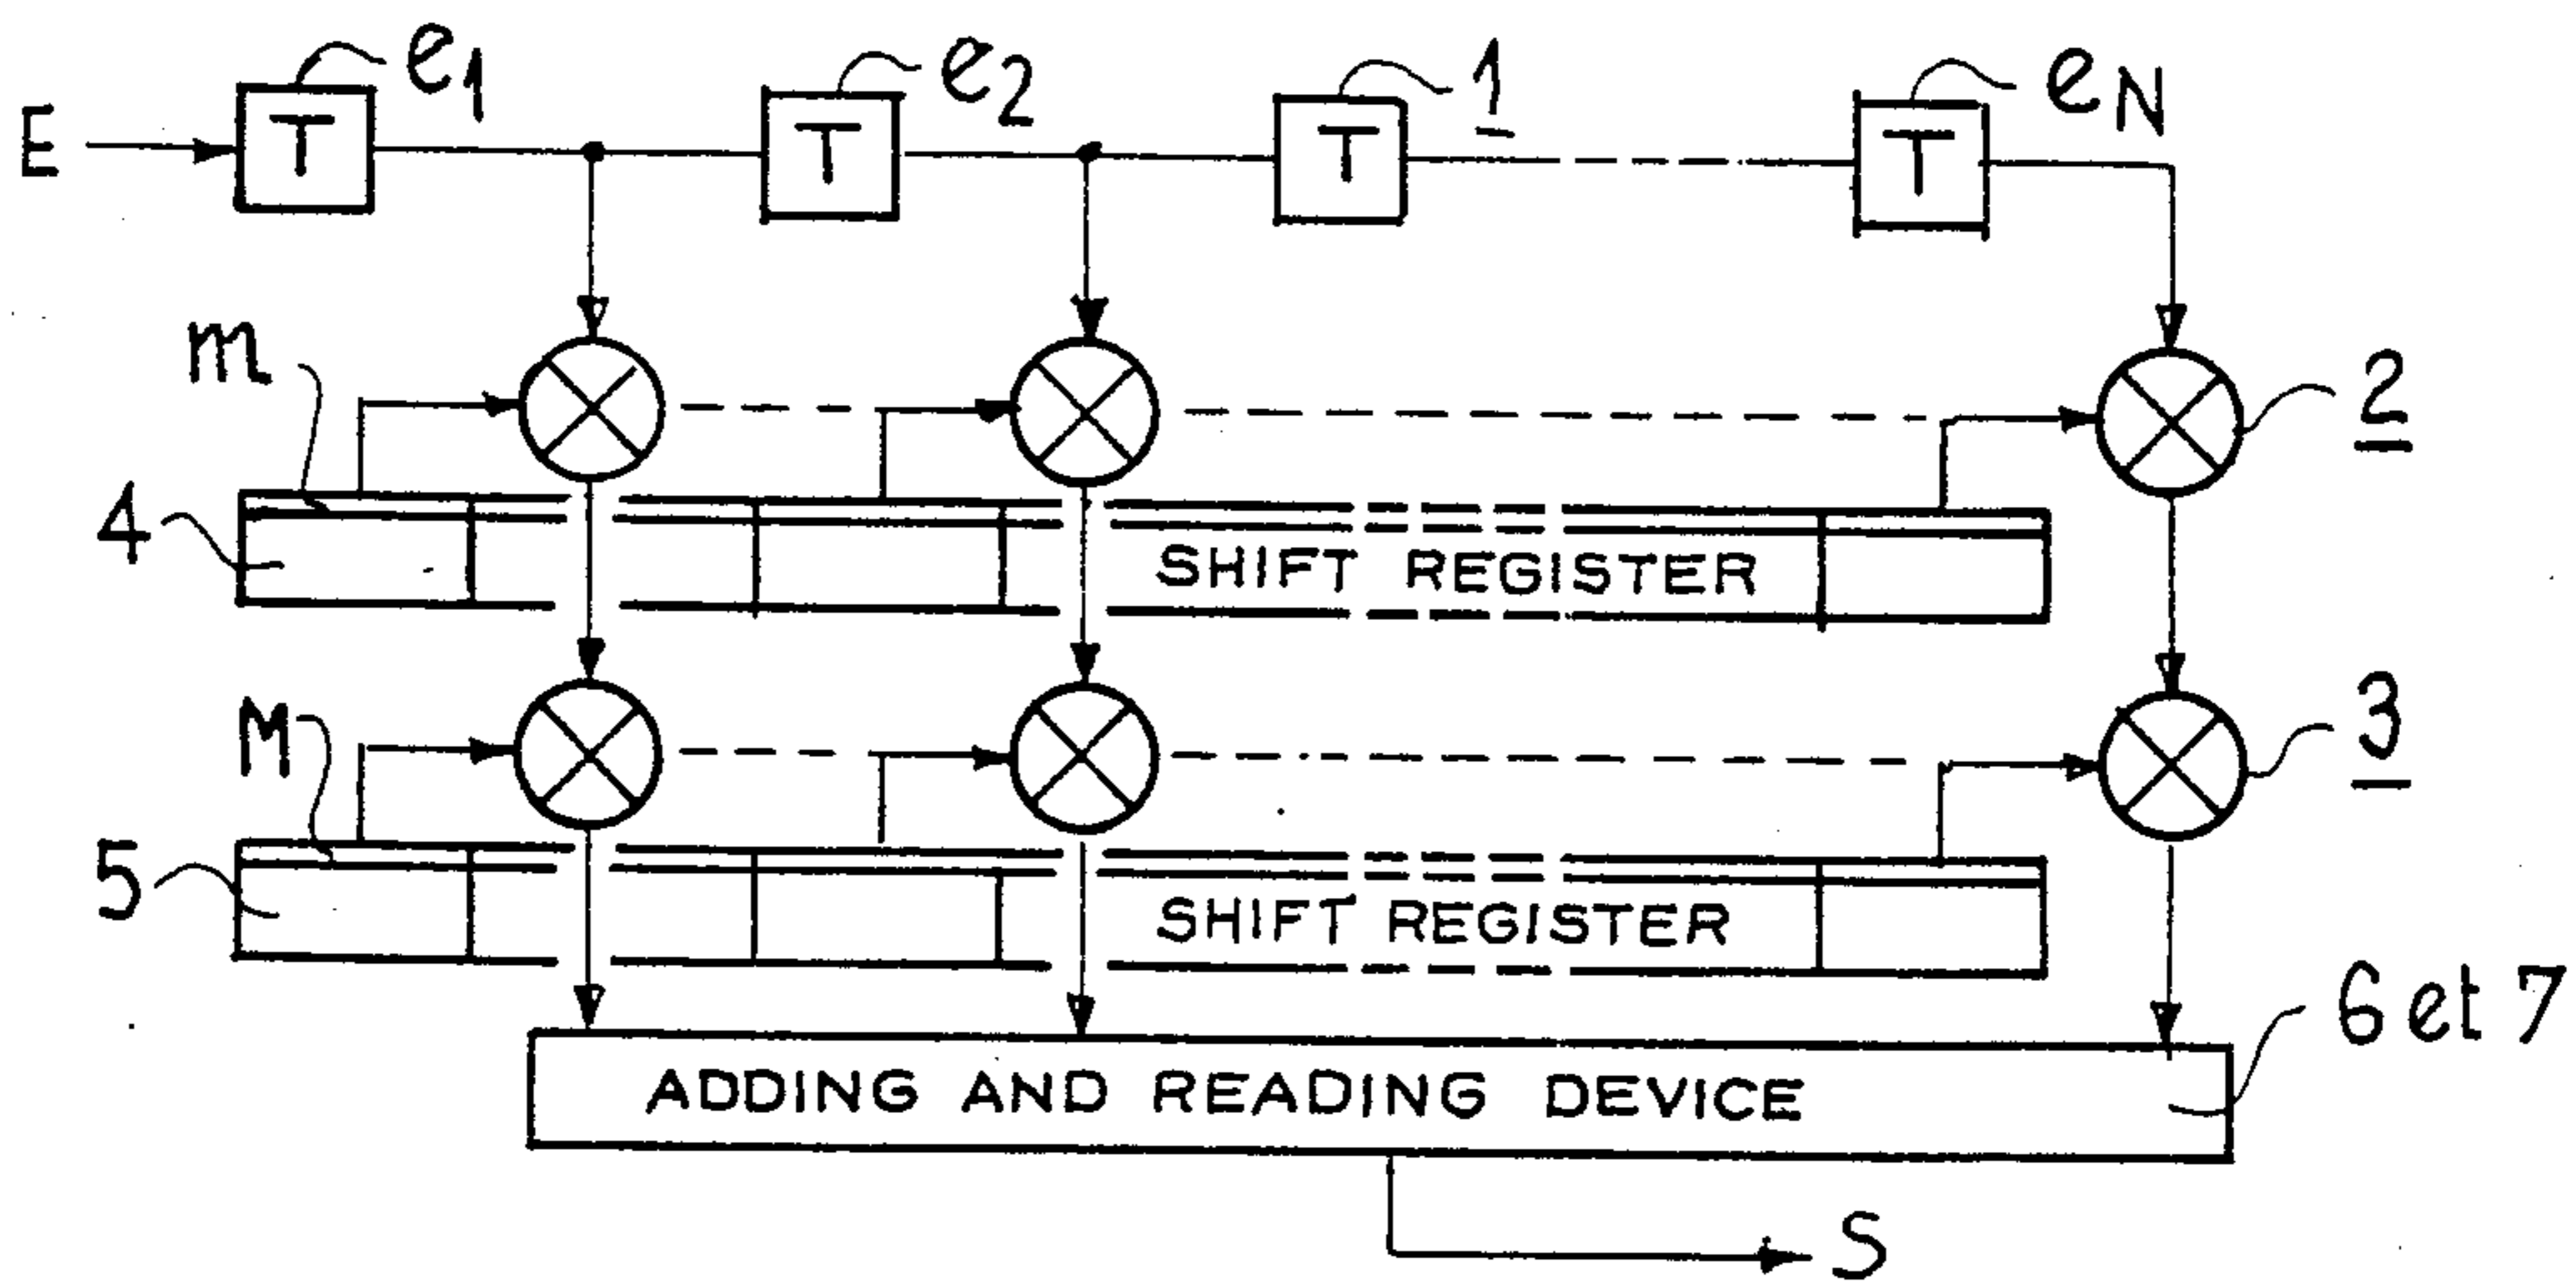 e1 e2 1 eN
E T T T T
m 2
4 SHIFT REGISTER
M 3
5 SHIFT REGISTER
6 et 7
ADDING AND READING DEVICE
S